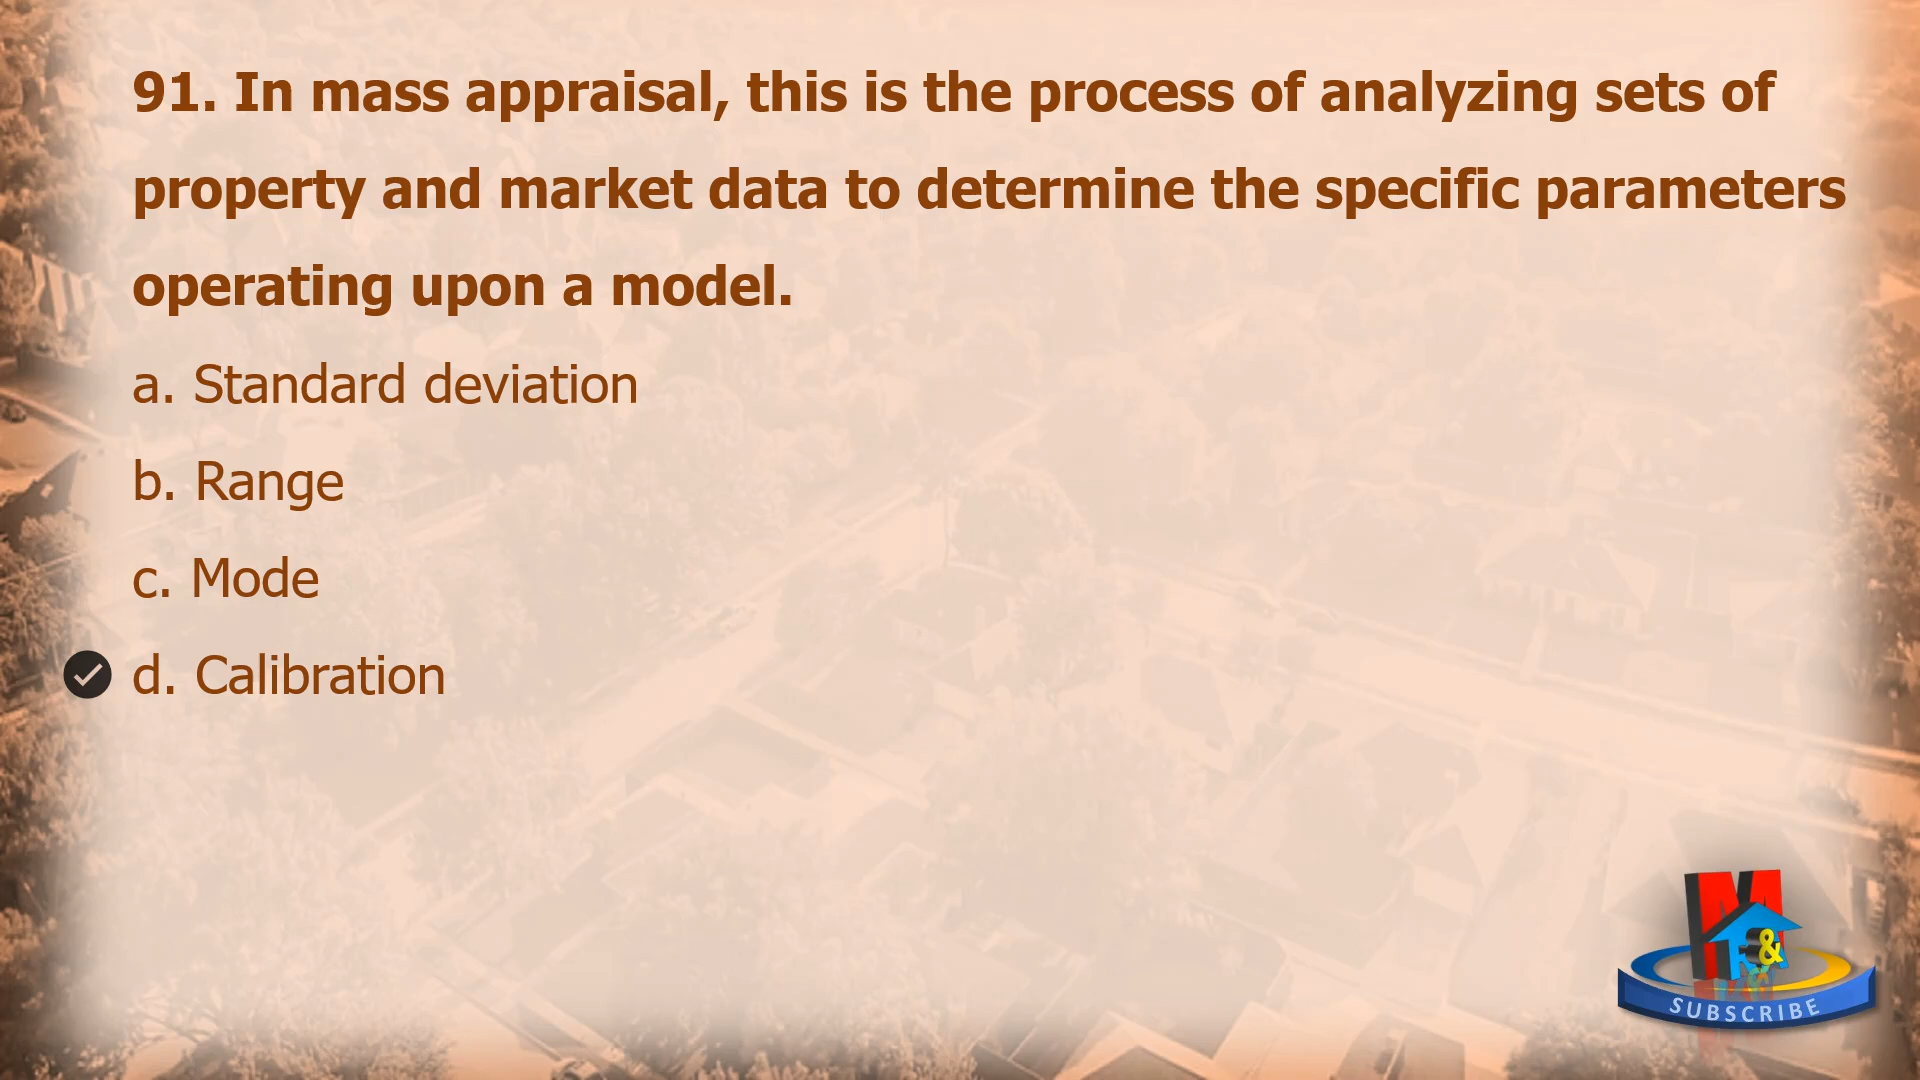 91. In mass appraisal, this is the process of analyzing sets of
property and market data to determine the specific parameters
operating upon a model.
a. Standard deviation
b. Range
c. Mode
d. Calibration
SUBSCRIBE